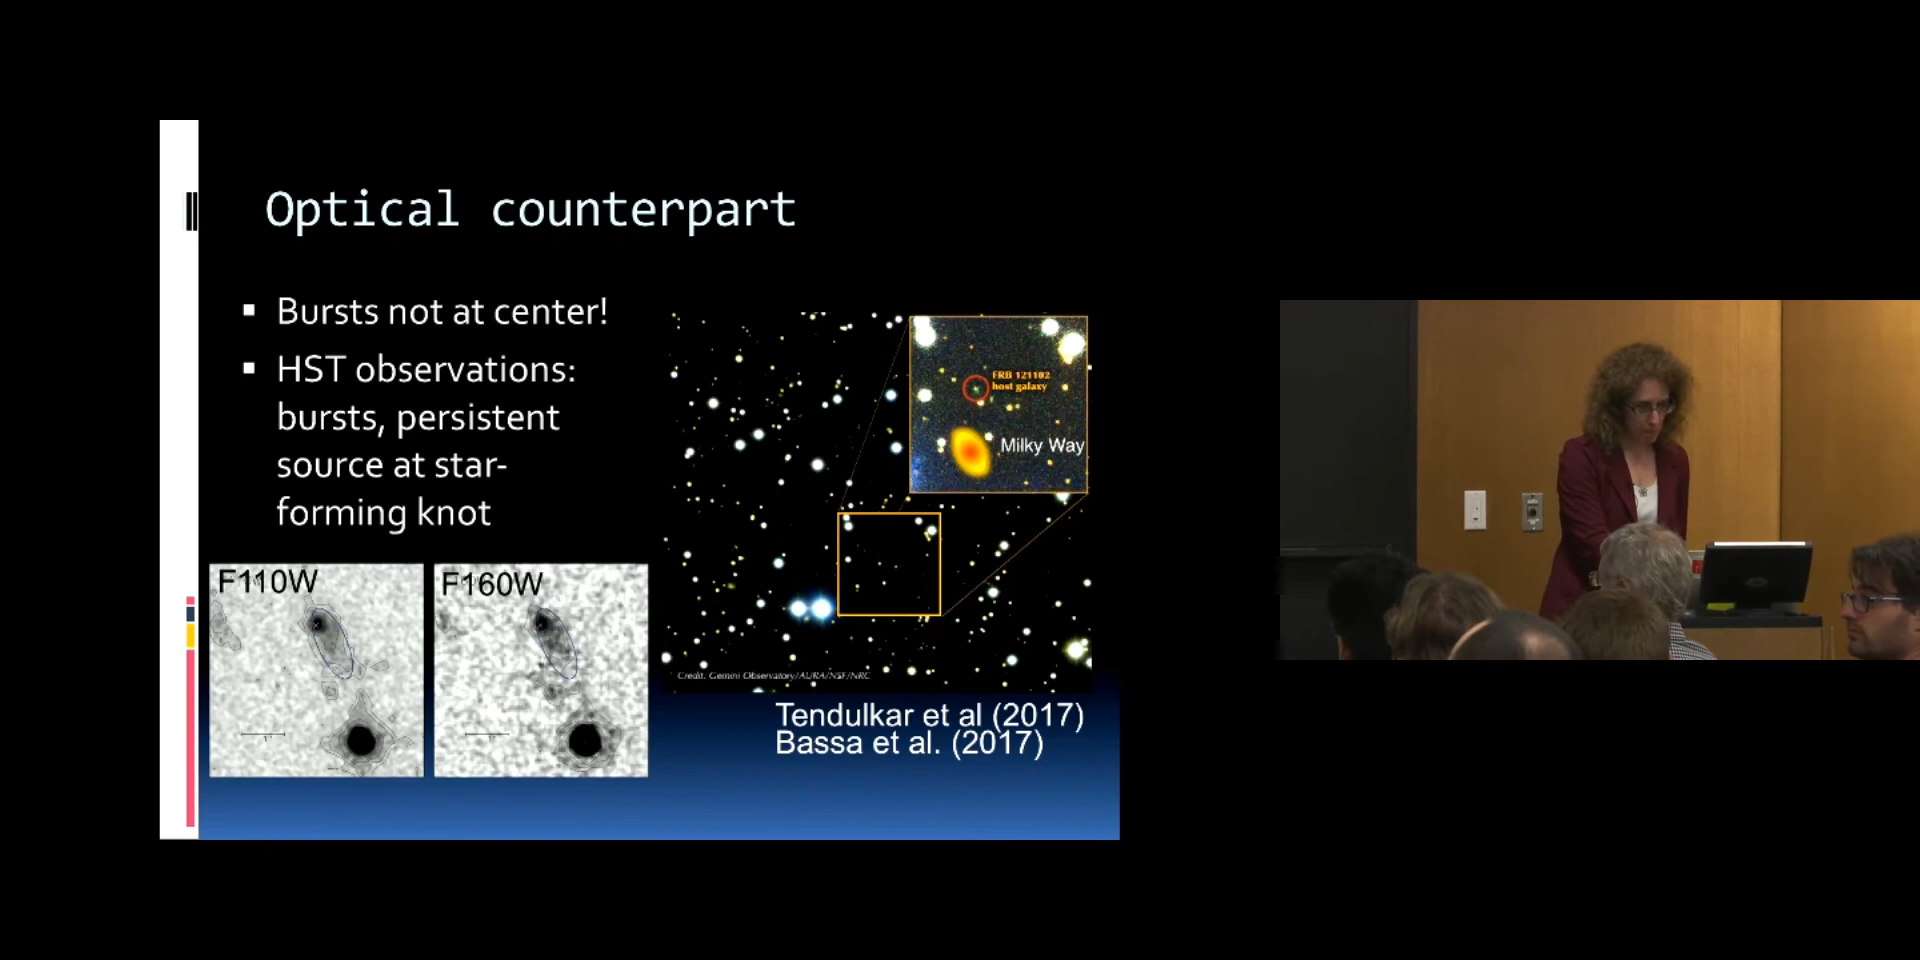 Optical counterpart
Bursts not at center!
HST observations:
bursts, persistent
source at star-
forming knot
FRB 121102
host galaxy
Milky Way
F110W
F160W
Credit: Gemini Observatory/AURA/NSF/NRC
Tendulkar et al (2017)
Bassa et al. (2017)